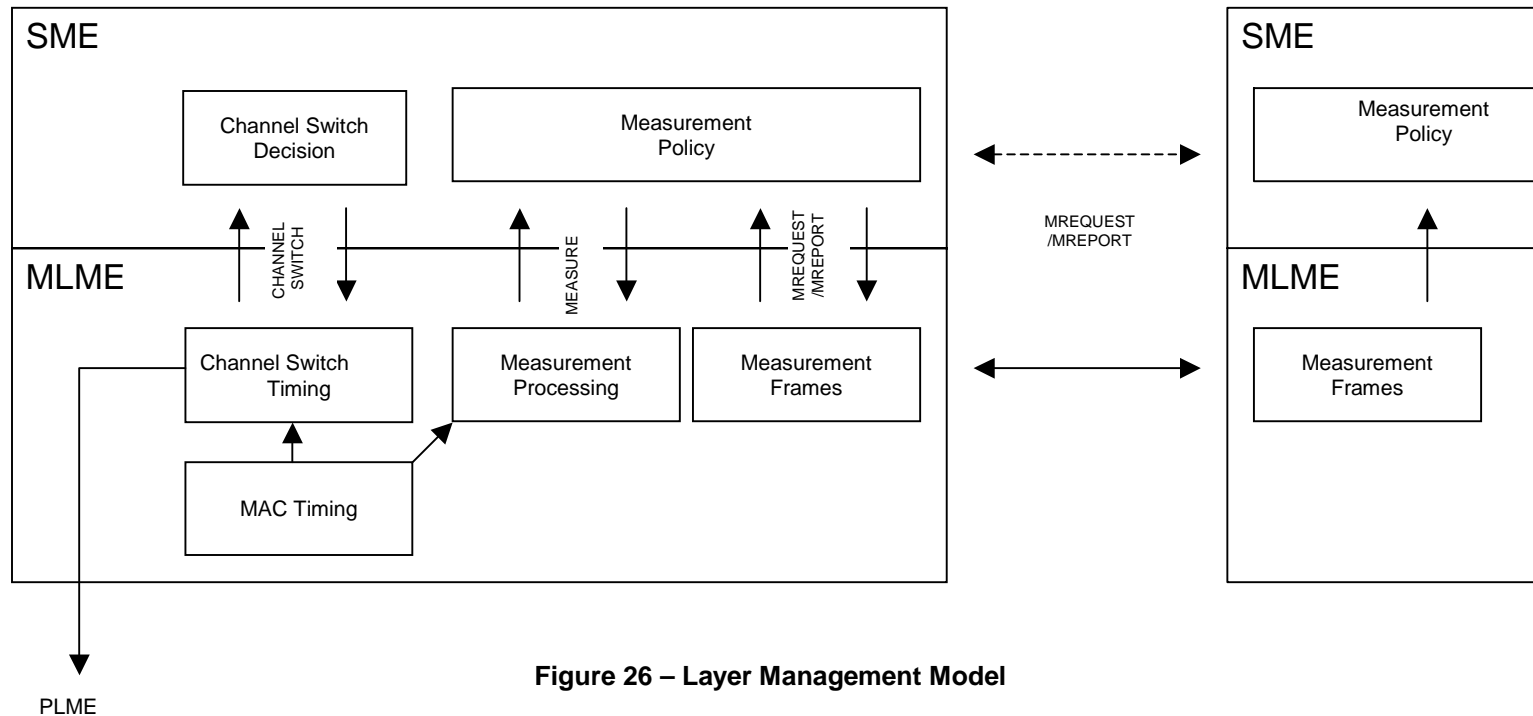 SME
SME
Channel Switch
Decision
Measurement
Policy
Measurement
Policy
CHANNEL
SWITCH
MEASURE
MREQUEST
/MREPORT
MREQUEST
/MREPORT
MLME
MLME
Channel Switch
Timing
Measurement
Processing
Measurement
Frames
Measurement
Frames
MAC Timing
Figure 26 – Layer Management Model
PLME